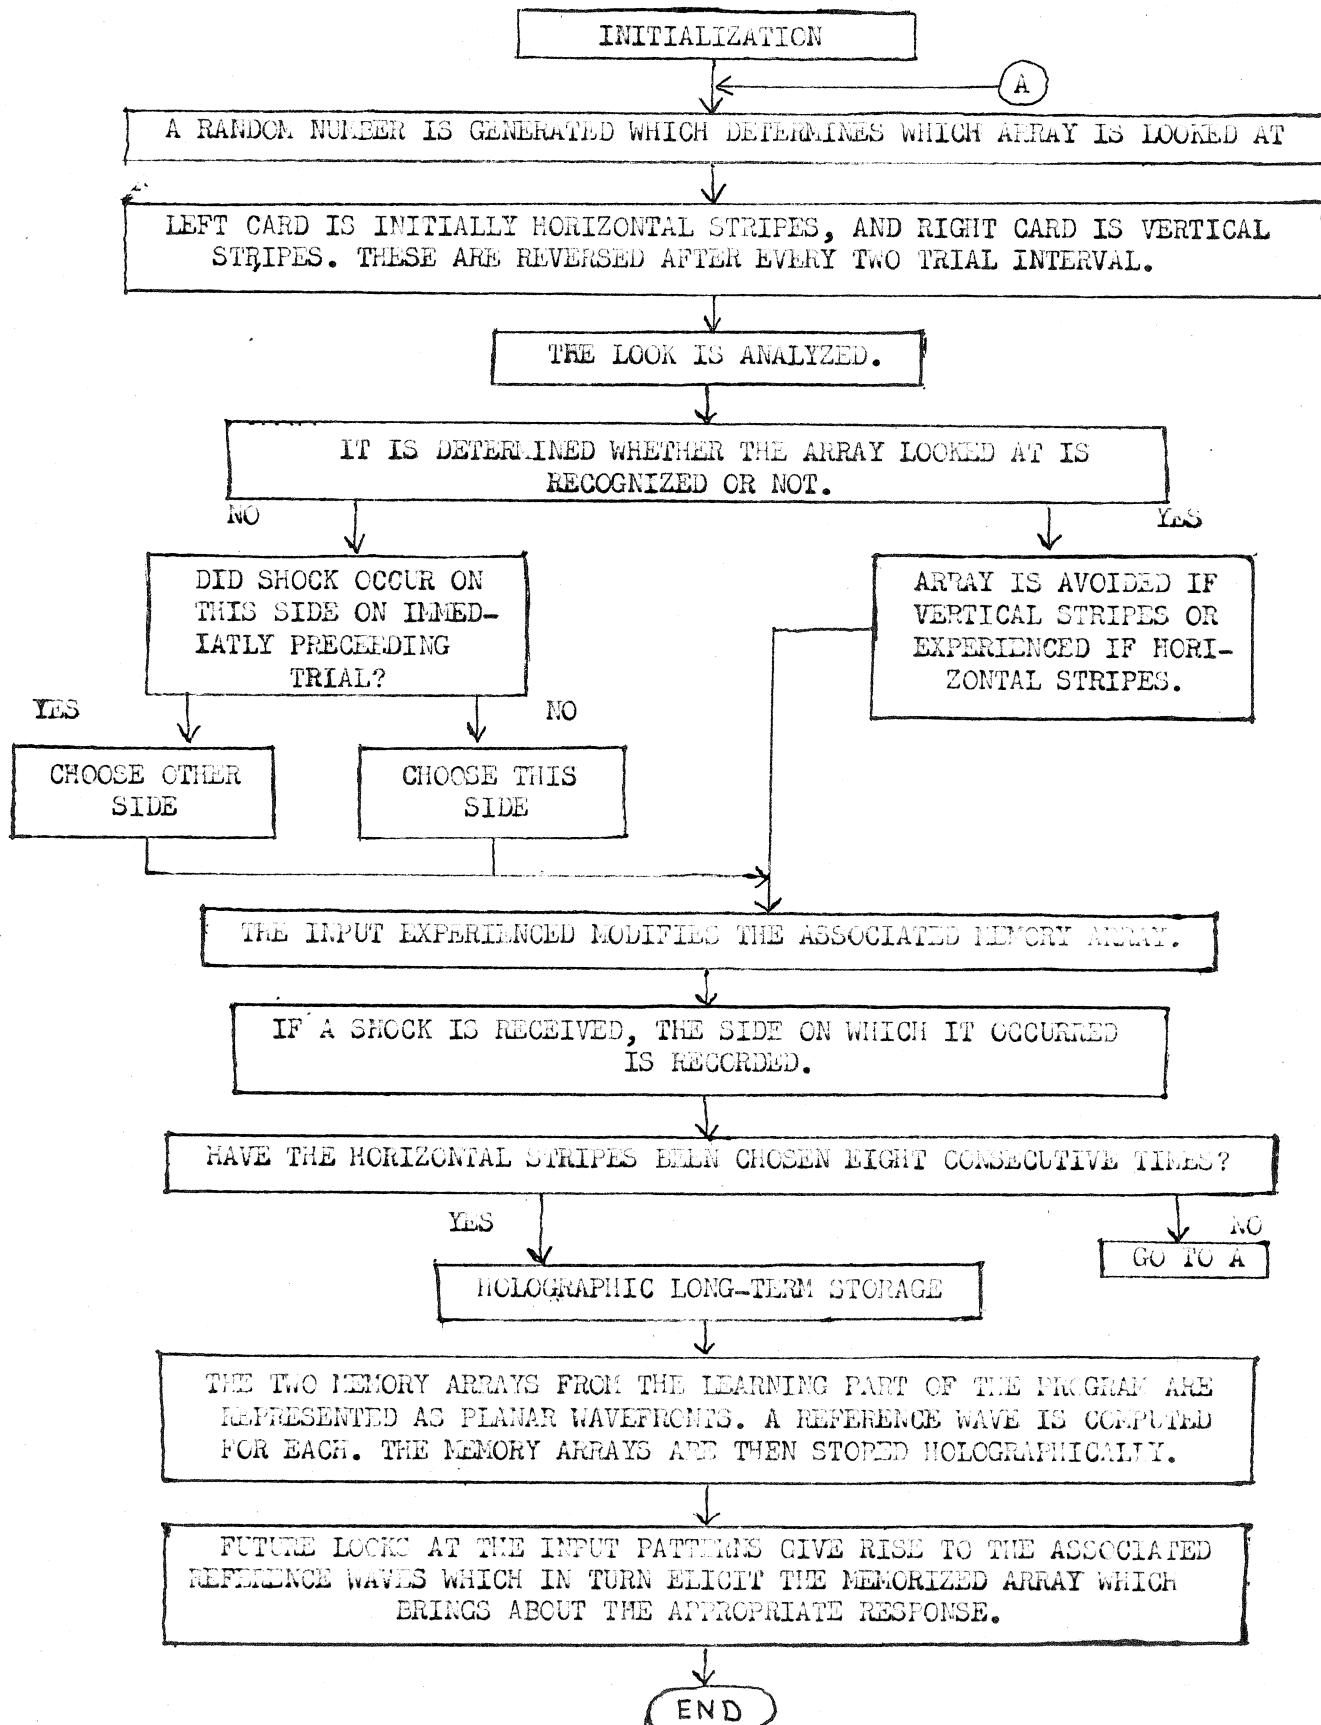 INITIALIZATION
A
A RANDOM NUMBER IS GENERATED WHICH DETERMINES WHICH ARRAY IS LOOKED AT
LEFT CARD IS INITIALLY HORIZONTAL STRIPES, AND RIGHT CARD IS VERTICAL
STRIPES. THESE ARE REVERSED AFTER EVERY TWO TRIAL INTERVAL.
THE LOOK IS ANALYZED.
IT IS DETERMINED WHETHER THE ARRAY LOOKED AT IS
RECOGNIZED OR NOT.
NO
YES
DID SHOCK OCCUR ON
THIS SIDE ON IMMED-
IATLY PRECEEDING
TRIAL?
ARRAY IS AVOIDED IF
VERTICAL STRIPES OR
EXPERIENCED IF HORI-
ZONTAL STRIPES.
YES
NO
CHOOSE OTHER
SIDE
CHOOSE THIS
SIDE
THE INPUT EXPERIENCED MODIFIES THE ASSOCIATED MEMORY ARRAY.
IF A SHOCK IS RECEIVED, THE SIDE ON WHICH IT OCCURRED
IS RECORDED.
HAVE THE HORIZONTAL STRIPES BEEN CHOSEN EIGHT CONSECUTIVE TIMES?
YES
NO
GO TO A
HOLOGRAPHIC LONG-TERM STORAGE
THE TWO MEMORY ARRAYS FROM THE LEARNING PART OF THE PROGRAM ARE
REPRESENTED AS PLANAR WAVEFRONTS. A REFERENCE WAVE IS COMPUTED
FOR EACH. THE MEMORY ARRAYS ARE THEN STORED HOLOGRAPHICALLY.
FUTURE LOOKS AT THE INPUT PATTERNS GIVE RISE TO THE ASSOCIATED
REFERENCE WAVES WHICH IN TURN ELICIT THE MEMORIZED ARRAY WHICH
BRINGS ABOUT THE APPROPRIATE RESPONSE.
END